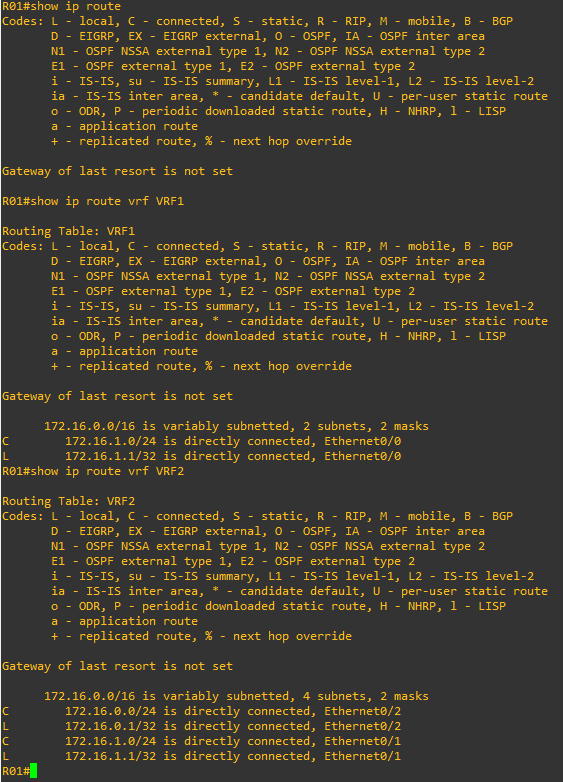 R01#show ip route
Codes: L - local, C - connected, S - static, R - RIP, M - mobile, B - BGP
       D - EIGRP, EX - EIGRP external, O - OSPF, IA - OSPF inter area
       N1 - OSPF NSSA external type 1, N2 - OSPF NSSA external type 2
       E1 - OSPF external type 1, E2 - OSPF external type 2
       i - IS-IS, su - IS-IS summary, L1 - IS-IS level-1, L2 - IS-IS level-2
       ia - IS-IS inter area, * - candidate default, U - per-user static route
       o - ODR, P - periodic downloaded static route, H - NHRP, l - LISP
       a - application route
       + - replicated route, % - next hop override

Gateway of last resort is not set

R01#show ip route vrf VRF1

Routing Table: VRF1
Codes: L - local, C - connected, S - static, R - RIP, M - mobile, B - BGP
       D - EIGRP, EX - EIGRP external, O - OSPF, IA - OSPF inter area
       N1 - OSPF NSSA external type 1, N2 - OSPF NSSA external type 2
       E1 - OSPF external type 1, E2 - OSPF external type 2
       i - IS-IS, su - IS-IS summary, L1 - IS-IS level-1, L2 - IS-IS level-2
       ia - IS-IS inter area, * - candidate default, U - per-user static route
       o - ODR, P - periodic downloaded static route, H - NHRP, l - LISP
       a - application route
       + - replicated route, % - next hop override

Gateway of last resort is not set

      172.16.0.0/16 is variably subnetted, 2 subnets, 2 masks
C        172.16.1.0/24 is directly connected, Ethernet0/0
L        172.16.1.1/32 is directly connected, Ethernet0/0
R01#show ip route vrf VRF2

Routing Table: VRF2
Codes: L - local, C - connected, S - static, R - RIP, M - mobile, B - BGP
       D - EIGRP, EX - EIGRP external, O - OSPF, IA - OSPF inter area
       N1 - OSPF NSSA external type 1, N2 - OSPF NSSA external type 2
       E1 - OSPF external type 1, E2 - OSPF external type 2
       i - IS-IS, su - IS-IS summary, L1 - IS-IS level-1, L2 - IS-IS level-2
       ia - IS-IS inter area, * - candidate default, U - per-user static route
       o - ODR, P - periodic downloaded static route, H - NHRP, l - LISP
       a - application route
       + - replicated route, % - next hop override

Gateway of last resort is not set

      172.16.0.0/16 is variably subnetted, 4 subnets, 2 masks
C        172.16.0.0/24 is directly connected, Ethernet0/2
L        172.16.0.1/32 is directly connected, Ethernet0/2
C        172.16.1.0/24 is directly connected, Ethernet0/1
L        172.16.1.1/32 is directly connected, Ethernet0/1
R01#